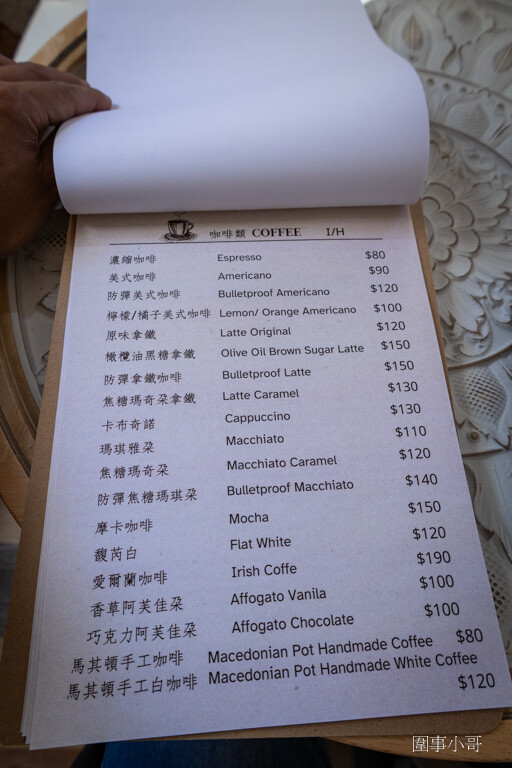 咖啡類 COFFEE I/H
濃縮咖啡 Espresso $80
美式咖啡 Americano $90
防彈美式咖啡 Bulletproof Americano $120
檸檬/橘子美式咖啡 Lemon/ Orange Americano $100
原味拿鐵 Latte Original $120
橄欖油黑糖拿鐵 Olive Oil Brown Sugar Latte $150
防彈拿鐵咖啡 Bulletproof Latte $150
焦糖瑪奇朵拿鐵 Latte Caramel $130
卡布奇諾 Cappuccino $130
瑪琪雅朵 Macchiato $110
焦糖瑪奇朵 Macchiato Caramel $120
防彈焦糖瑪琪朵 Bulletproof Macchiato $140
摩卡咖啡 Mocha $150
馥芮白 Flat White $120
愛爾蘭咖啡 Irish Coffe $190
香草阿芙佳朵 Affogato Vanila $100
巧克力阿芙佳朵 Affogato Chocolate $100
馬其頓手工咖啡 Macedonian Pot Handmade Coffee $80
馬其頓手工白咖啡 Macedonian Pot Handmade White Coffee
$120
圍事小哥